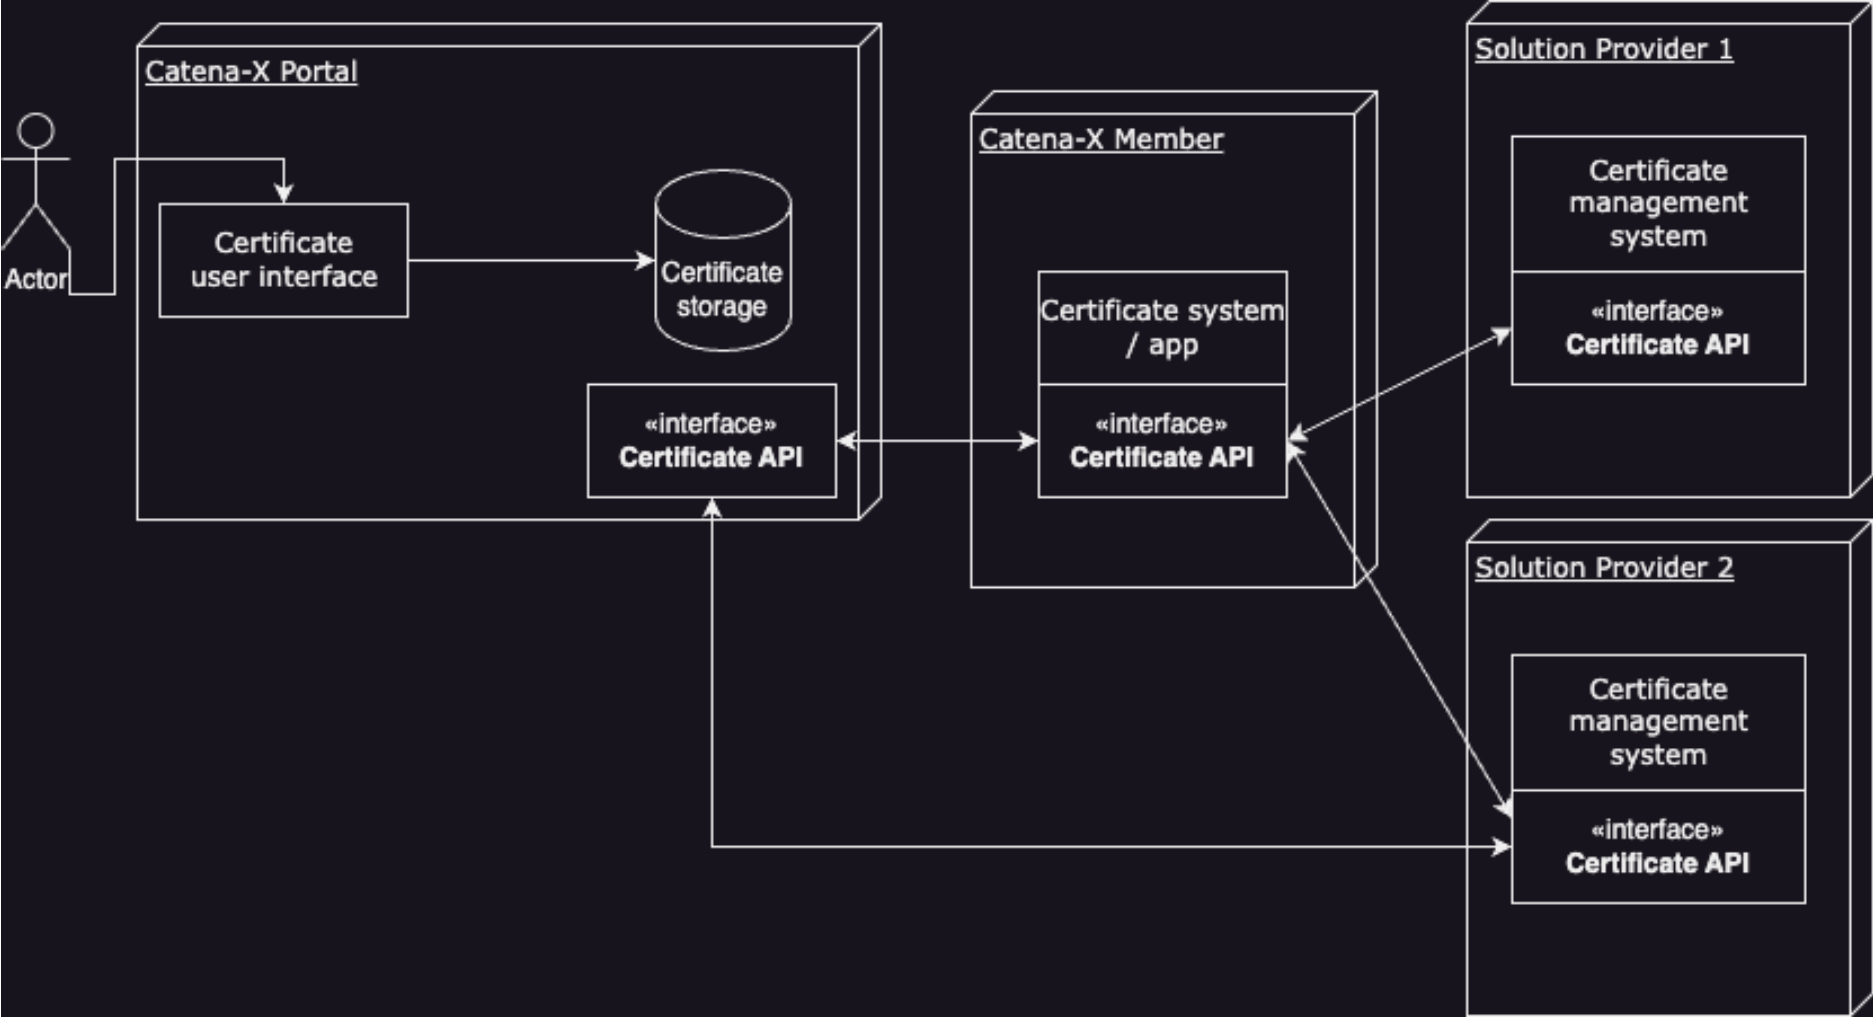 Actor
Catena-X Portal
Certificate
user interface
Certificate
storage
«interface»
Certificate API
Catena-X Member
Certificate system
/ app
«interface»
Certificate API
Solution Provider 1
Certificate
management
system
«interface»
Certificate API
Solution Provider 2
Certificate
management
system
«interface»
Certificate API